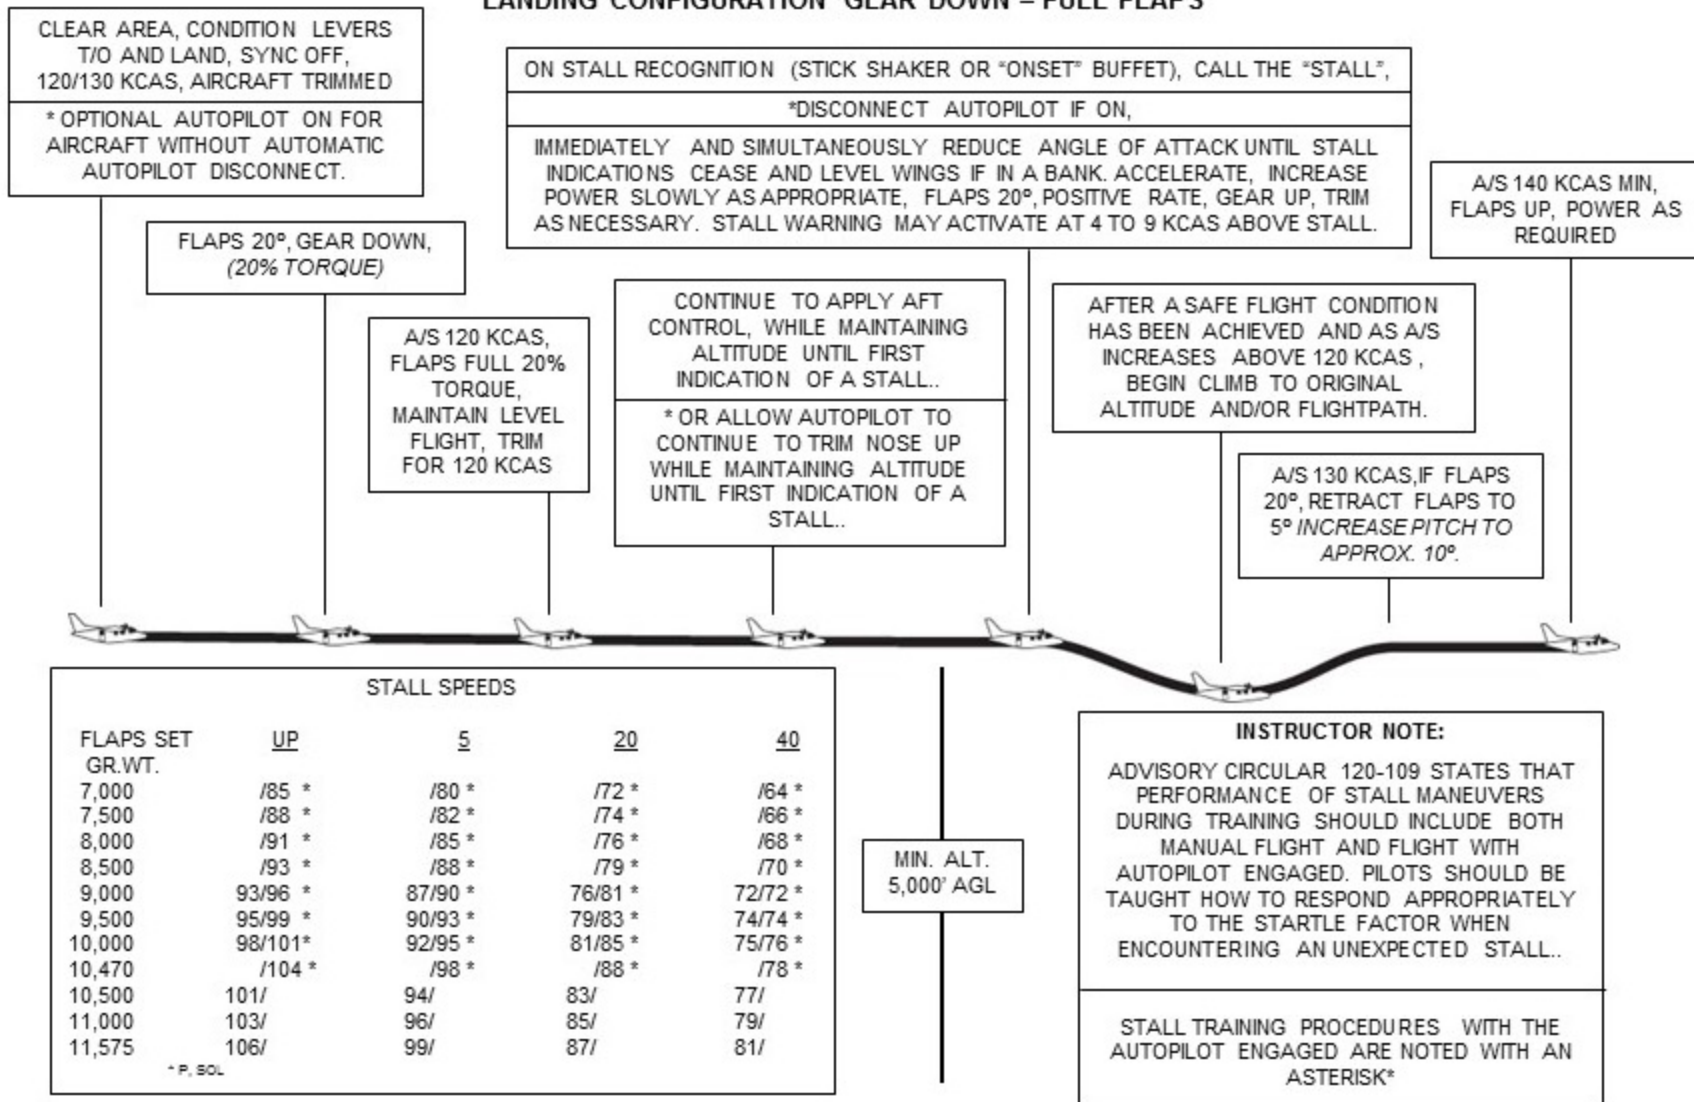 LANDING CONFIGURATION GEAR DOWN – FULL FLAPS
CLEAR AREA, CONDITION LEVERS
T/O AND LAND, SYNC OFF,
120/130 KCAS, AIRCRAFT TRIMMED
* OPTIONAL AUTOPILOT ON FOR
AIRCRAFT WITHOUT AUTOMATIC
AUTOPILOT DISCONNECT.
FLAPS 20º, GEAR DOWN,
(20% TORQUE)
A/S 120 KCAS,
FLAPS FULL 20%
TORQUE,
MAINTAIN LEVEL
FLIGHT, TRIM
FOR 120 KCAS
ON STALL RECOGNITION (STICK SHAKER OR “ONSET” BUFFET), CALL THE “STALL”,
*DISCONNECT AUTOPILOT IF ON,
IMMEDIATELY AND SIMULTANEOUSLY REDUCE ANGLE OF ATTACK UNTIL STALL
INDICATIONS CEASE AND LEVEL WINGS IF IN A BANK. ACCELERATE, INCREASE
POWER SLOWLY AS APPROPRIATE, FLAPS 20º, POSITIVE RATE, GEAR UP, TRIM
AS NECESSARY. STALL WARNING MAY ACTIVATE AT 4 TO 9 KCAS ABOVE STALL.
CONTINUE TO APPLY AFT
CONTROL, WHILE MAINTAINING
ALTITUDE UNTIL FIRST
INDICATION OF A STALL..
* OR ALLOW AUTOPILOT TO
CONTINUE TO TRIM NOSE UP
WHILE MAINTAINING ALTITUDE
UNTIL FIRST INDICATION OF A
STALL..
AFTER A SAFE FLIGHT CONDITION
HAS BEEN ACHIEVED AND AS A/S
INCREASES ABOVE 120 KCAS ,
BEGIN CLIMB TO ORIGINAL
ALTITUDE AND/OR FLIGHTPATH.
A/S 130 KCAS,IF FLAPS
20º, RETRACT FLAPS TO
5º INCREASE PITCH TO
APPROX. 10º.
A/S 140 KCAS MIN,
FLAPS UP, POWER AS
REQUIRED
STALL SPEEDS
FLAPS SET UP 5 20 40
GR.WT.
7,000 /85 * /80 * /72 * /64 *
7,500 /88 * /82 * /74 * /66 *
8,000 /91 * /85 * /76 * /68 *
8,500 /93 * /88 * /79 * /70 *
9,000 93/96 * 87/90 * 76/81 * 72/72 *
9,500 95/99 * 90/93 * 79/83 * 74/74 *
10,000 98/101* 92/95 * 81/85 * 75/76 *
10,470 /104 * /98 * /88 * /78 *
10,500 101/ 94/ 83/ 77/
11,000 103/ 96/ 85/ 79/
11,575 106/ 99/ 87/ 81/
* P, SOL
MIN. ALT.
5,000’ AGL
INSTRUCTOR NOTE:
ADVISORY CIRCULAR 120-109 STATES THAT
PERFORMANCE OF STALL MANEUVERS
DURING TRAINING SHOULD INCLUDE BOTH
MANUAL FLIGHT AND FLIGHT WITH
AUTOPILOT ENGAGED. PILOTS SHOULD BE
TAUGHT HOW TO RESPOND APPROPRIATELY
TO THE STARTLE FACTOR WHEN
ENCOUNTERING AN UNEXPECTED STALL..
STALL TRAINING PROCEDURES WITH THE
AUTOPILOT ENGAGED ARE NOTED WITH AN
ASTERISK*